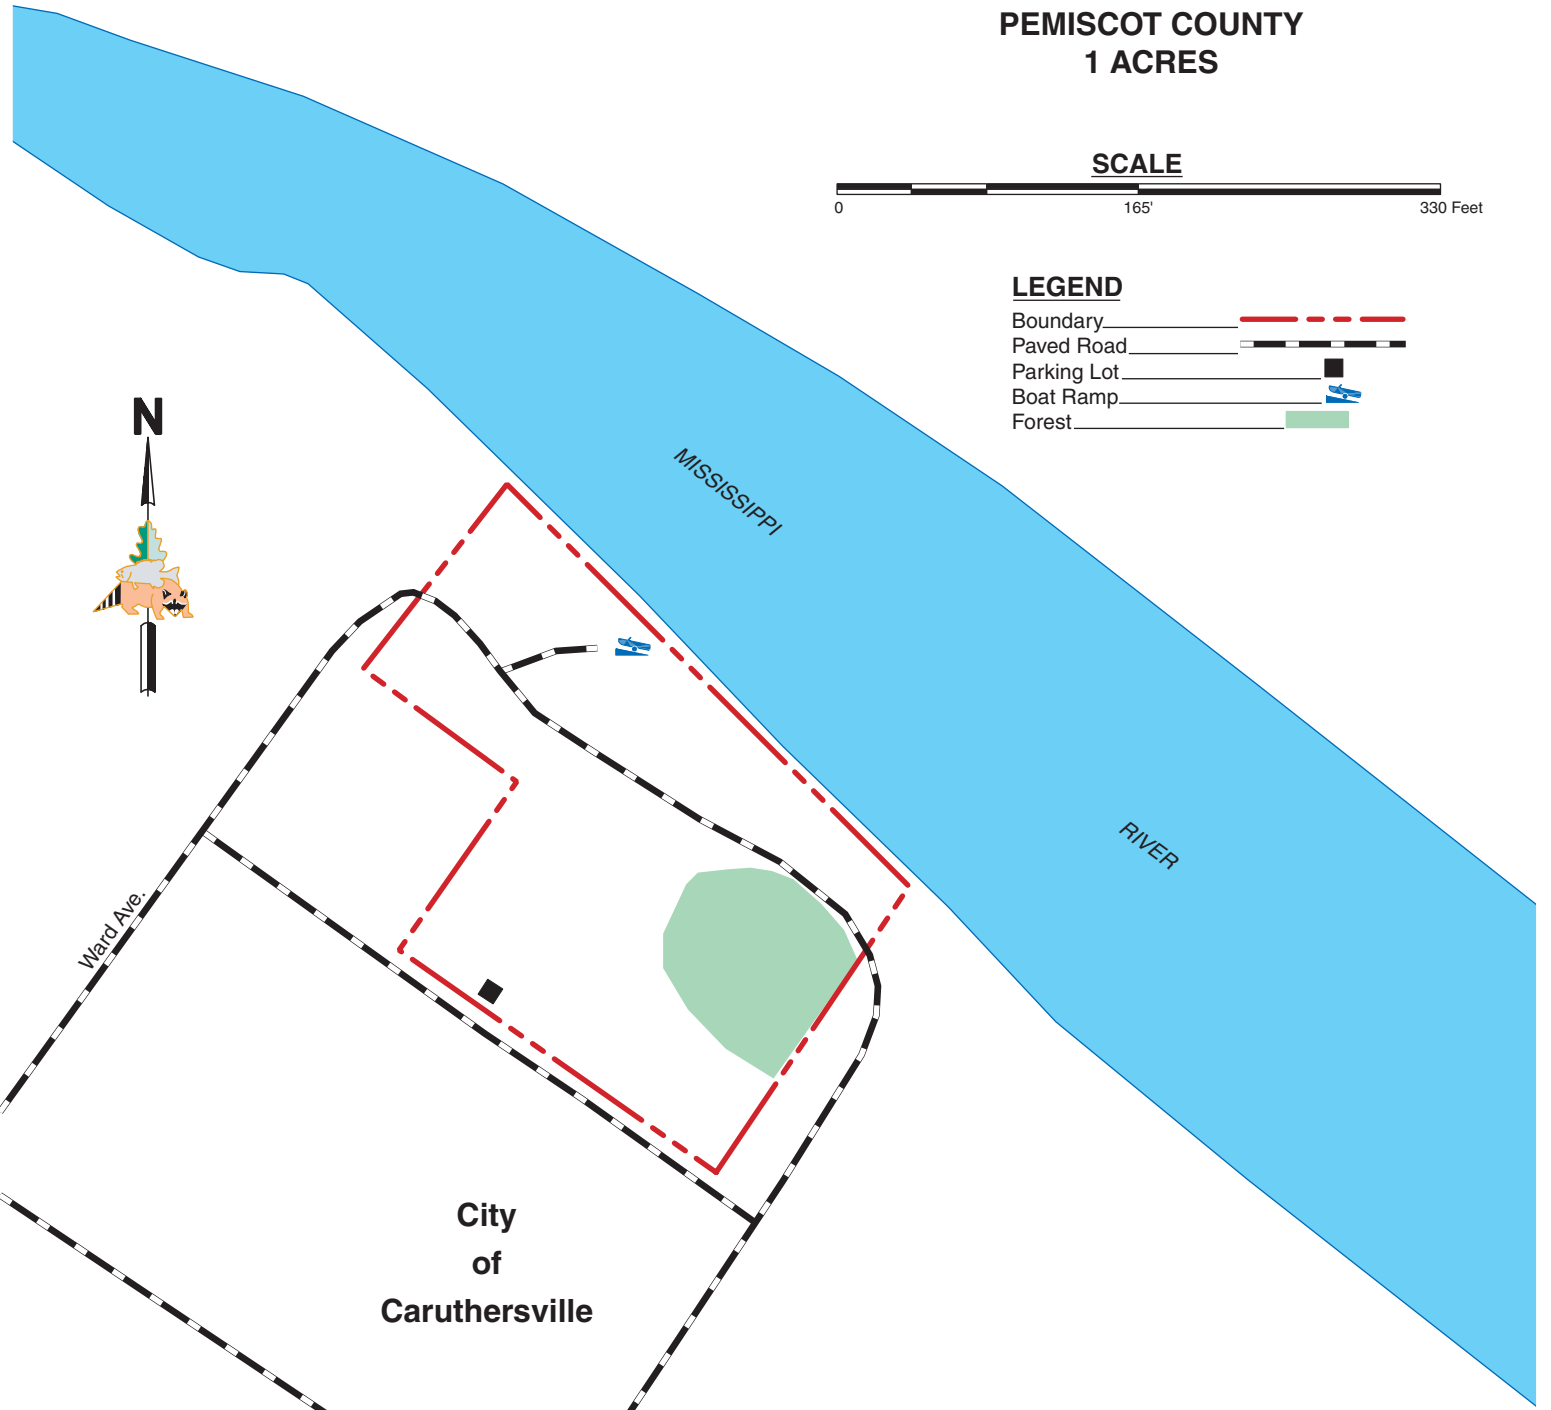 PEMISCOT COUNTY
1 ACRES
SCALE
0 165' 330 Feet
LEGEND
Boundary
Paved Road
Parking Lot
Boat Ramp
Forest
N
MISSISSIPPI
RIVER
Ward Ave.
City
of
Caruthersville